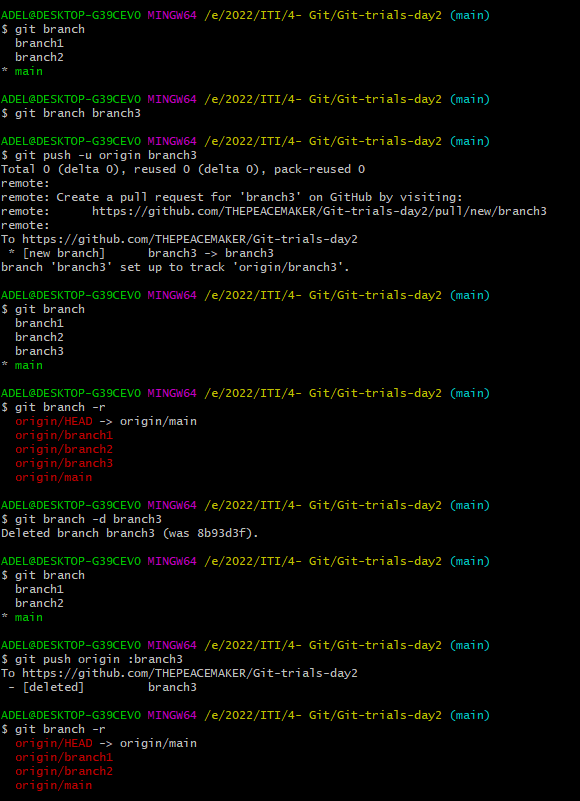 ADEL@DESKTOP-G39CEVO MINGW64 /e/2022/ITI/4- Git/Git-trials-day2 (main)
$ git branch
  branch1
  branch2
* main

ADEL@DESKTOP-G39CEVO MINGW64 /e/2022/ITI/4- Git/Git-trials-day2 (main)
$ git branch branch3

ADEL@DESKTOP-G39CEVO MINGW64 /e/2022/ITI/4- Git/Git-trials-day2 (main)
$ git push -u origin branch3
Total 0 (delta 0), reused 0 (delta 0), pack-reused 0
remote:
remote: Create a pull request for 'branch3' on GitHub by visiting:
remote:      https://github.com/THEPEACEMAKER/Git-trials-day2/pull/new/branch3
remote:
To https://github.com/THEPEACEMAKER/Git-trials-day2
 * [new branch]      branch3 -> branch3
branch 'branch3' set up to track 'origin/branch3'.

ADEL@DESKTOP-G39CEVO MINGW64 /e/2022/ITI/4- Git/Git-trials-day2 (main)
$ git branch
  branch1
  branch2
  branch3
* main

ADEL@DESKTOP-G39CEVO MINGW64 /e/2022/ITI/4- Git/Git-trials-day2 (main)
$ git branch -r
  origin/HEAD -> origin/main
  origin/branch1
  origin/branch2
  origin/branch3
  origin/main

ADEL@DESKTOP-G39CEVO MINGW64 /e/2022/ITI/4- Git/Git-trials-day2 (main)
$ git branch -d branch3
Deleted branch branch3 (was 8b93d3f).

ADEL@DESKTOP-G39CEVO MINGW64 /e/2022/ITI/4- Git/Git-trials-day2 (main)
$ git branch
  branch1
  branch2
* main

ADEL@DESKTOP-G39CEVO MINGW64 /e/2022/ITI/4- Git/Git-trials-day2 (main)
$ git push origin :branch3
To https://github.com/THEPEACEMAKER/Git-trials-day2
 - [deleted]         branch3

ADEL@DESKTOP-G39CEVO MINGW64 /e/2022/ITI/4- Git/Git-trials-day2 (main)
$ git branch -r
  origin/HEAD -> origin/main
  origin/branch1
  origin/branch2
  origin/main